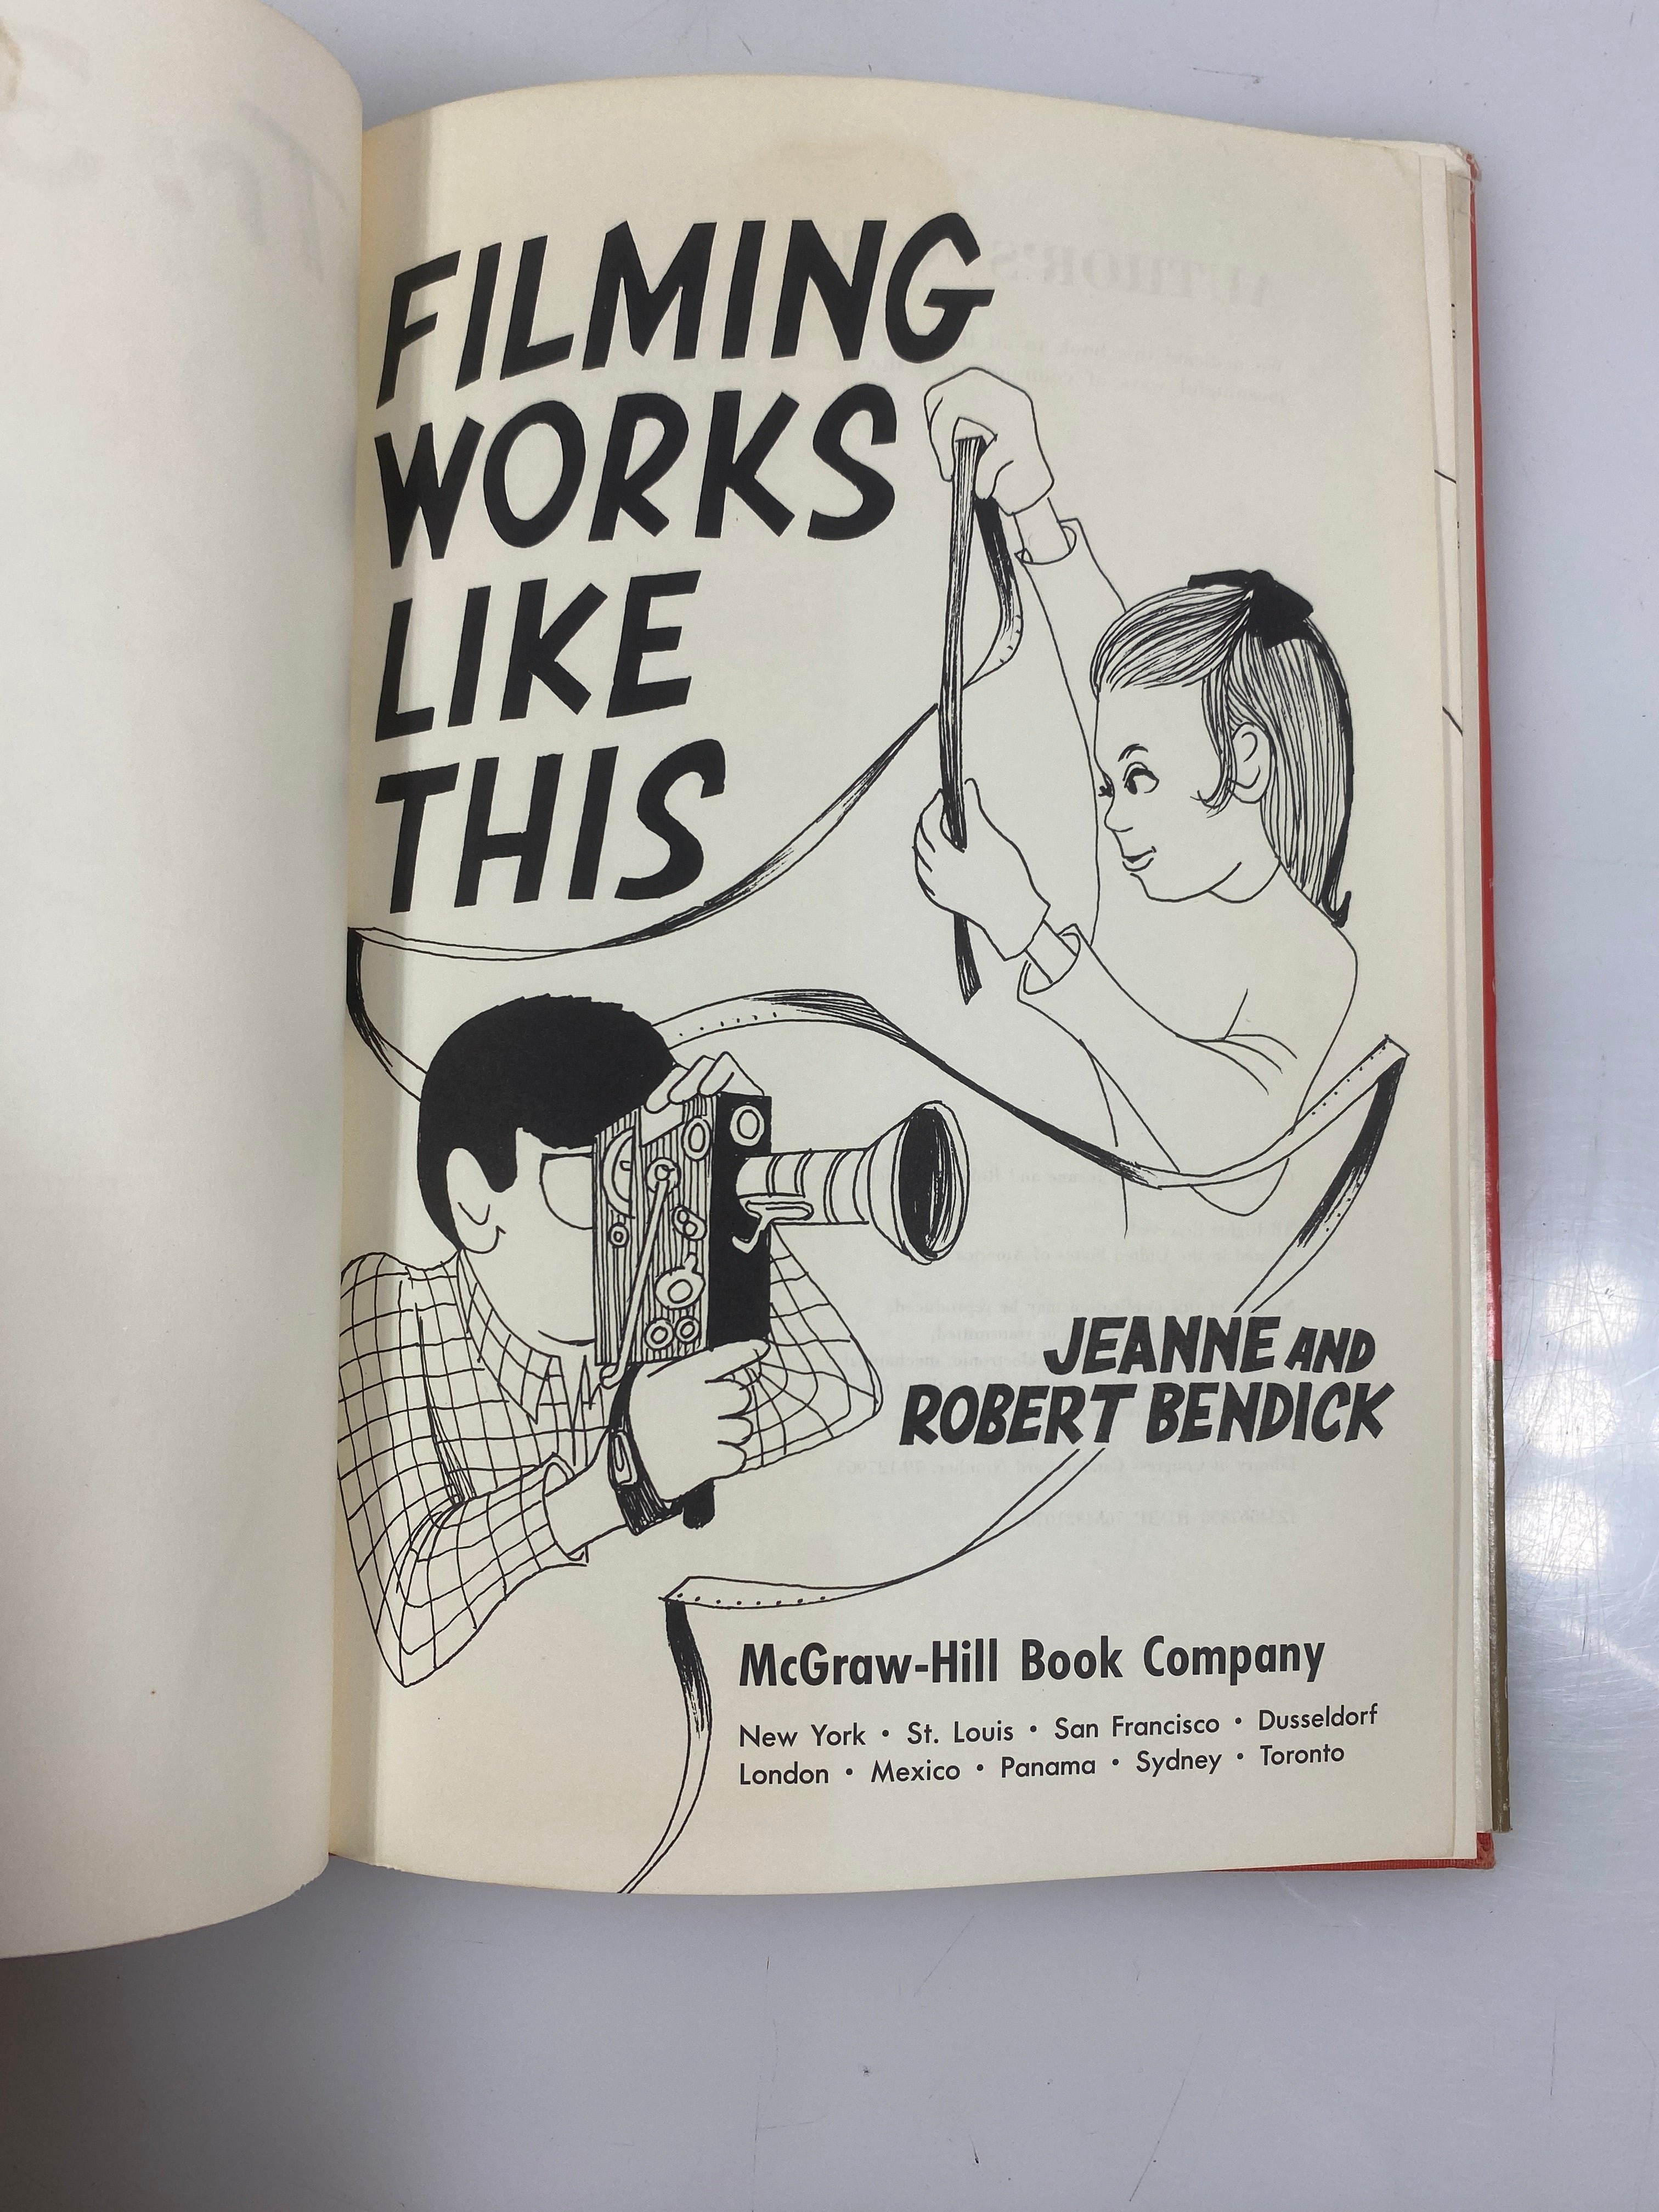 FILMING
WORKS
LIKE
THIS
JEANNE AND
ROBERT BENDICK
McGraw-Hill Book Company
New York • St. Louis • San Francisco • Dusseldorf
London • Mexico • Panama • Sydney • Toronto